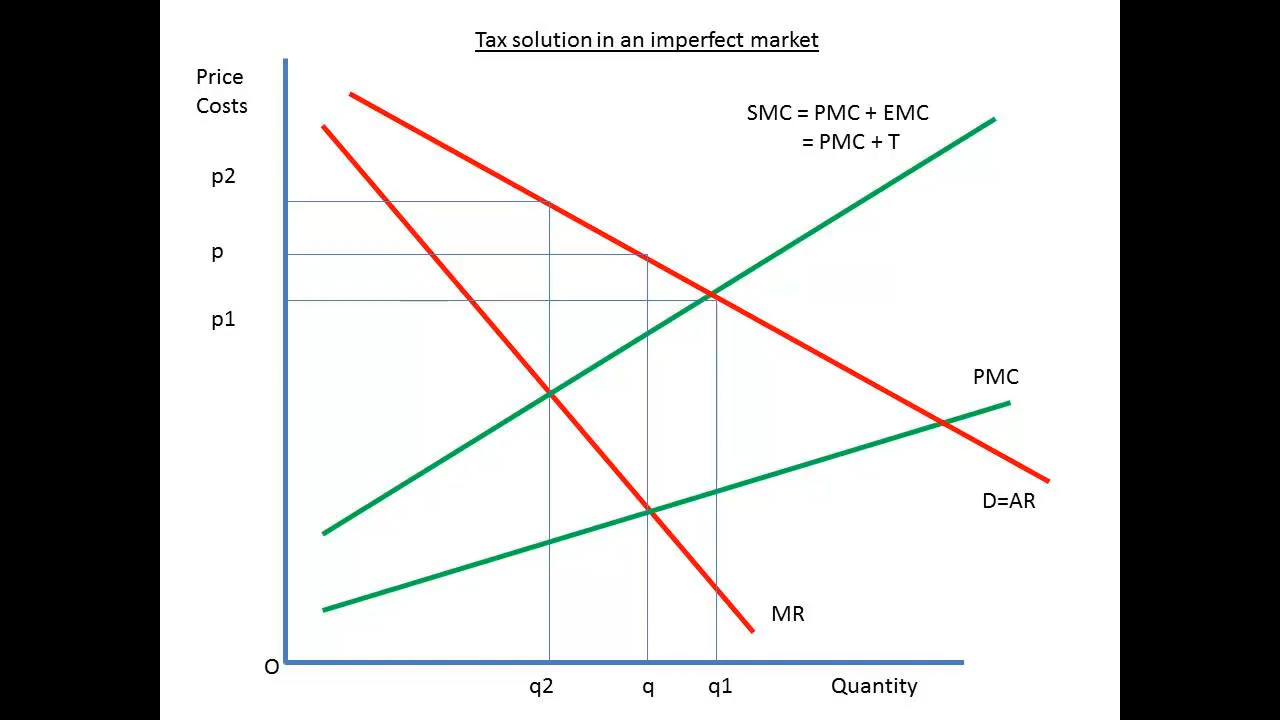 Tax solution in an imperfect market
Price
Costs
SMC = PMC + EMC
= PMC + T
p2
p
p1
PMC
D=AR
MR
O
q2
q
q1
Quantity